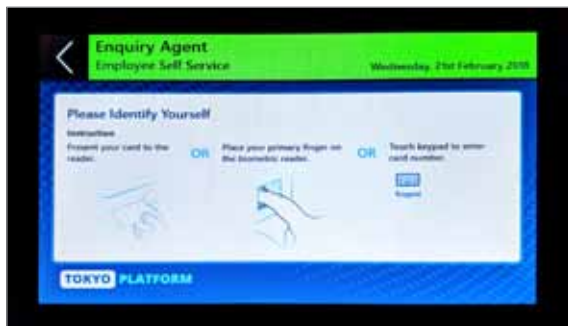 Enquiry Agent
Employee Self Service
Wednesday, 21st February 2018
Please Identify Yourself
Instruction
Present your card to the
reader.
OR
Place your primary finger on
the biometric reader.
OR
Touch keypad to enter
card number.
Keypad
TOKYO PLATFORM